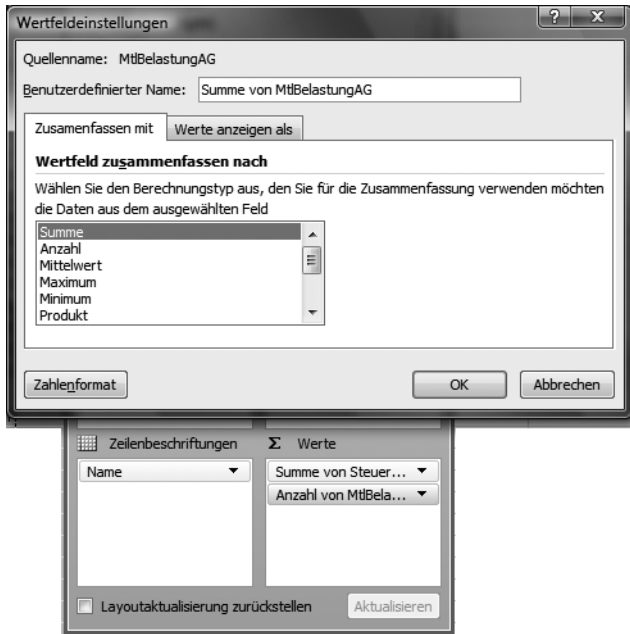 Wertfeldeinstellungen
Quellenname: MtlBelastungAG
Benutzerdefinierter Name: Summe von MtlBelastungAG
Zusamenfassen mit Werte anzeigen als
Wertfeld zusammenfassen nach
Wählen Sie den Berechnungstyp aus, den Sie für die Zusammenfassung verwenden möchten
die Daten aus dem ausgewählten Feld
Summe
Anzahl
Mittelwert
Maximum
Minimum
Produkt
Zahlenformat OK Abbrechen
Zeilenbeschriftungen Σ Werte
Name Summe von Steuer...
Anzahl von MtlBela...
Layoutaktualisierung zurückstellen Aktualisieren